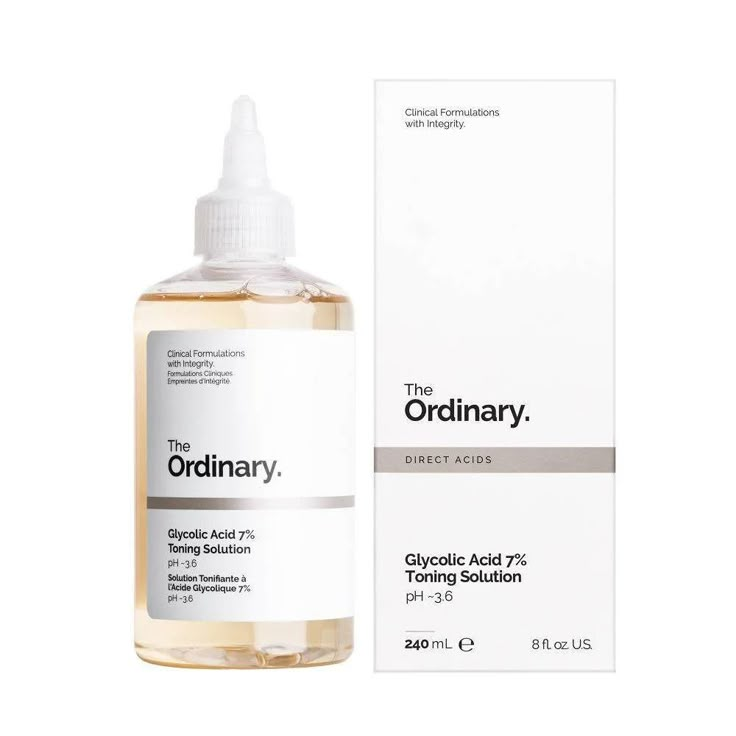 Clinical Formulations
with Integrity.
Formulations Cliniques
Empreintes d'Intégrité.
The
Ordinary.
Glycolic Acid 7%
Toning Solution
pH ~3.6
Solution Tonifiante à
l'Acide Glycolique 7%
pH ~3.6
Clinical Formulations
with Integrity.
The
Ordinary.
DIRECT ACIDS
Glycolic Acid 7%
Toning Solution
pH ~3.6
240 mL ℮ 8 fl. oz. U.S.